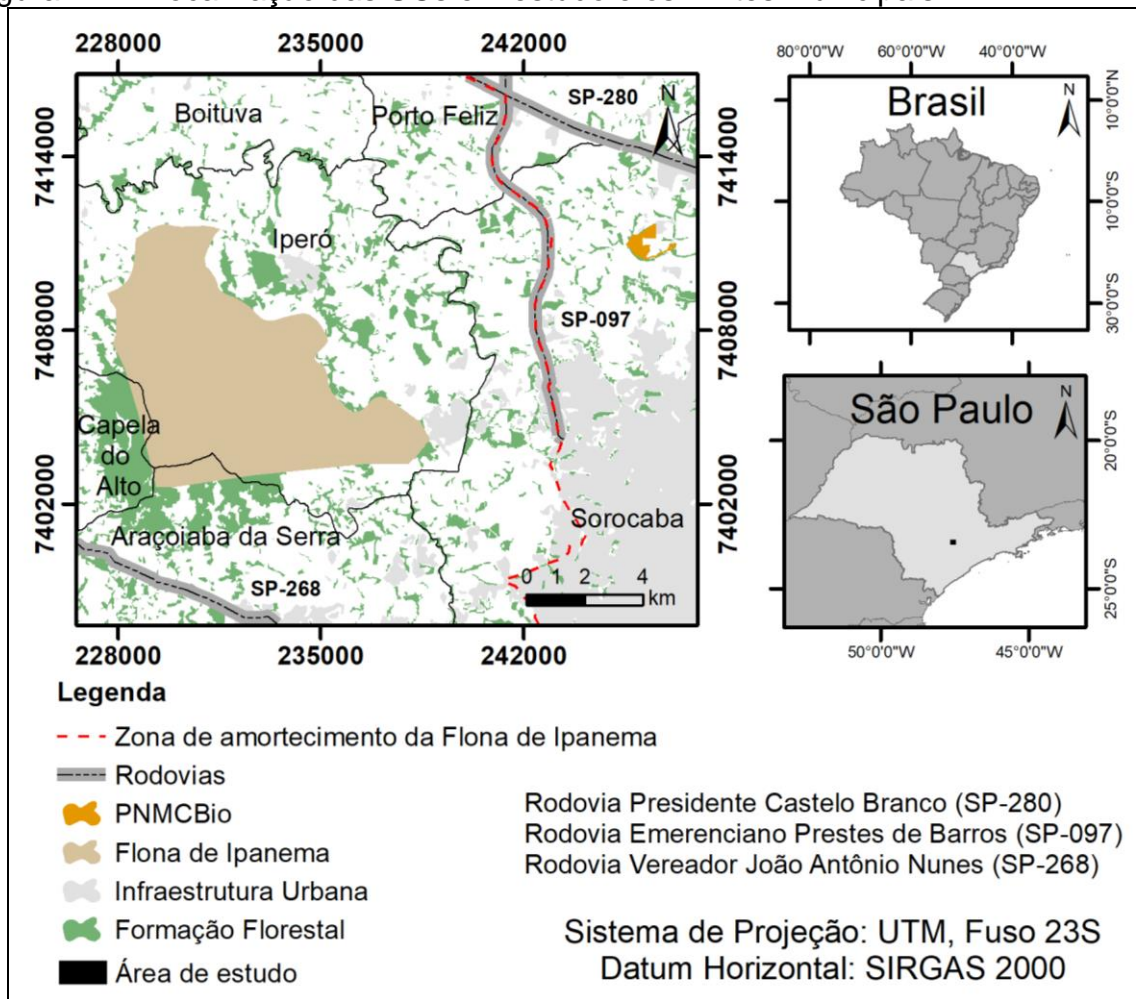 228000 235000 242000
Boituva
Porto Feliz
SP-280
N
7414000
7414000
Iperó
7408000
7408000
SP-097
Capela
do
Alto
7402000
7402000
Sorocaba
Araçoiaba da Serra
SP-268
0 1 2 4
km
228000 235000 242000
80°0'0"W 60°0'0"W 40°0'0"W
Brasil
N
10°0'0"N
10°0'0"S
30°0'0"S
São Paulo
N
20°0'0"S
25°0'0"S
50°0'0"W 45°0'0"W
Legenda
Zona de amortecimento da Flona de Ipanema
Rodovias
PNMCBio
Flona de Ipanema
Infraestrutura Urbana
Formação Florestal
Área de estudo
Rodovia Presidente Castelo Branco (SP-280)
Rodovia Emerenciano Prestes de Barros (SP-097)
Rodovia Vereador João Antônio Nunes (SP-268)
Sistema de Projeção: UTM, Fuso 23S
Datum Horizontal: SIRGAS 2000